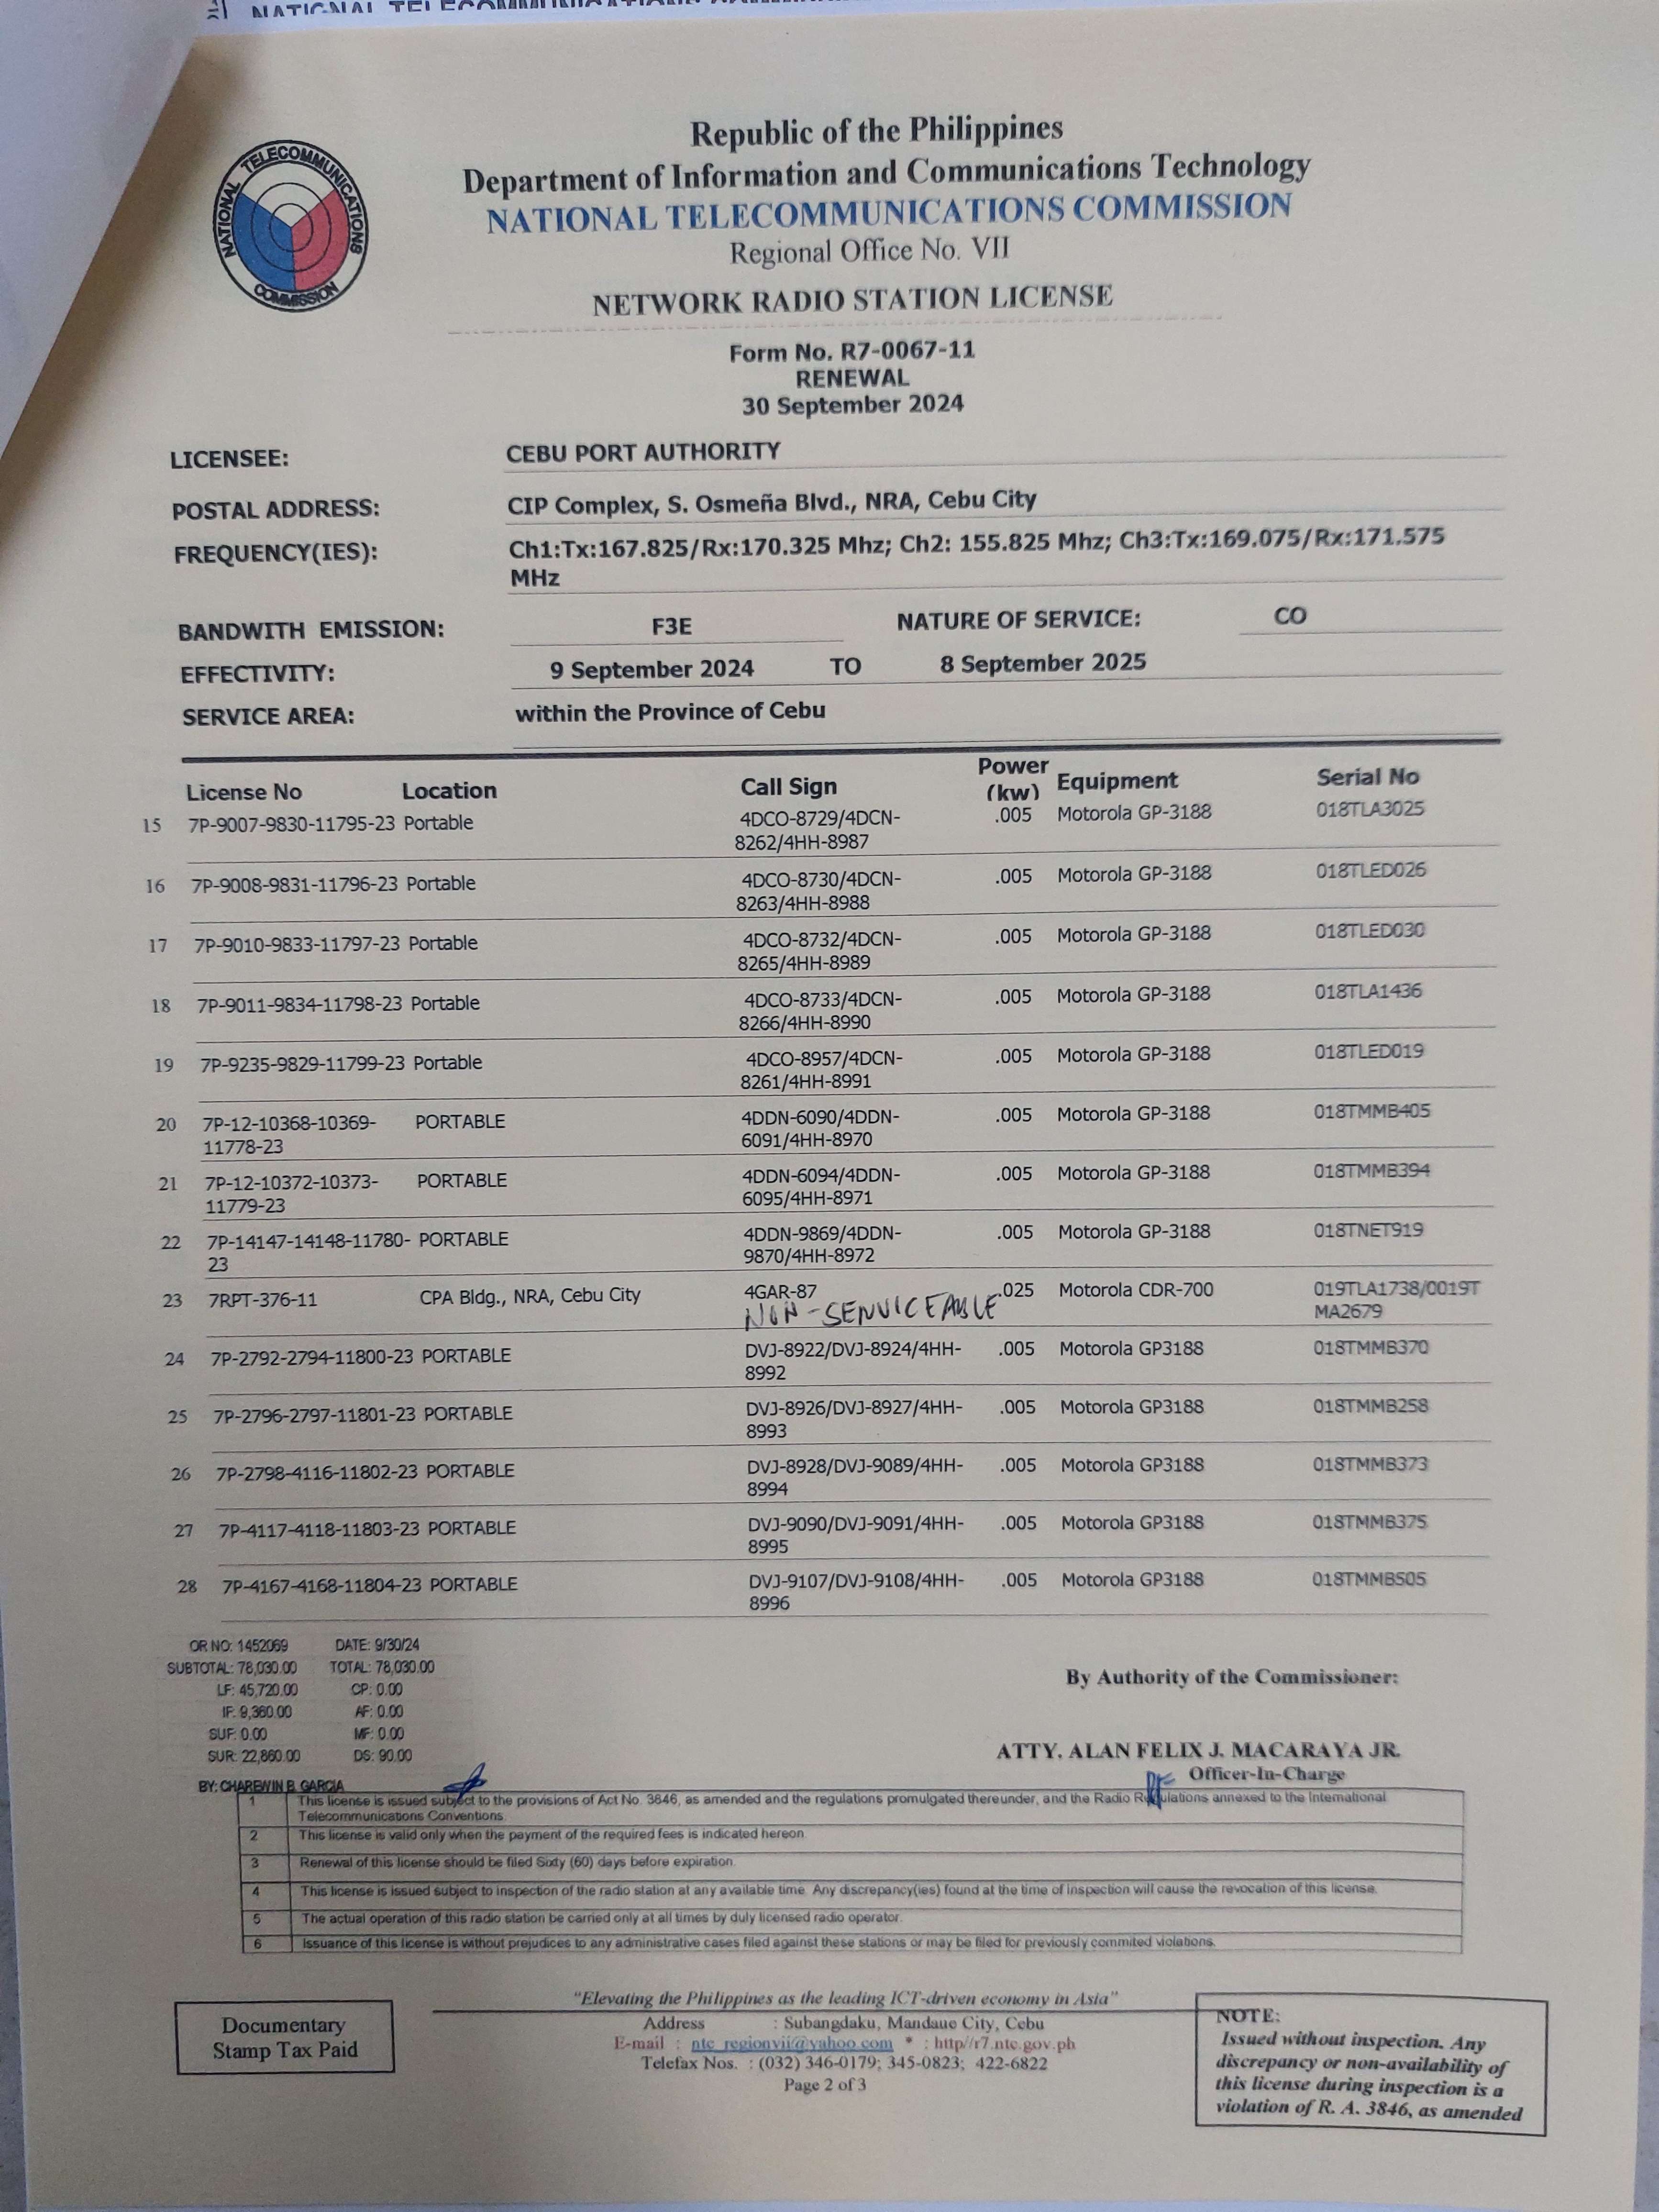 NATIONAL TELECOMMUNICATIONS
NATIONAL TELECOMMUNICATIONS COMMISSION
Republic of the Philippines
Department of Information and Communications Technology
NATIONAL TELECOMMUNICATIONS COMMISSION
Regional Office No. VII
NETWORK RADIO STATION LICENSE
Form No. R7-0067-11
RENEWAL
30 September 2024
LICENSEE: CEBU PORT AUTHORITY
POSTAL ADDRESS: CIP Complex, S. Osmeña Blvd., NRA, Cebu City
FREQUENCY(IES): Ch1:Tx:167.825/Rx:170.325 Mhz; Ch2: 155.825 Mhz; Ch3:Tx:169.075/Rx:171.575
MHz
BANDWITH EMISSION: F3E NATURE OF SERVICE: CO
EFFECTIVITY: 9 September 2024 TO 8 September 2025
SERVICE AREA: within the Province of Cebu
License No Location Call Sign Power (kw) Equipment Serial No
15 7P-9007-9830-11795-23 Portable 4DCO-8729/4DCN- .005 Motorola GP-3188 018TLA3025
8262/4HH-8987
16 7P-9008-9831-11796-23 Portable 4DCO-8730/4DCN- .005 Motorola GP-3188 018TLED026
8263/4HH-8988
17 7P-9010-9833-11797-23 Portable 4DCO-8732/4DCN- .005 Motorola GP-3188 018TLED030
8265/4HH-8989
18 7P-9011-9834-11798-23 Portable 4DCO-8733/4DCN- .005 Motorola GP-3188 018TLA1436
8266/4HH-8990
19 7P-9235-9829-11799-23 Portable 4DCO-8957/4DCN- .005 Motorola GP-3188 018TLED019
8261/4HH-8991
20 7P-12-10368-10369- PORTABLE 4DDN-6090/4DDN- .005 Motorola GP-3188 018TMMB405
11778-23 6091/4HH-8970
21 7P-12-10372-10373- PORTABLE 4DDN-6094/4DDN- .005 Motorola GP-3188 018TMMB394
11779-23 6095/4HH-8971
22 7P-14147-14148-11780- PORTABLE 4DDN-9869/4DDN- .005 Motorola GP-3188 018TNET919
23 9870/4HH-8972
23 7RPT-376-11 CPA Bldg., NRA, Cebu City 4GAR-87 .025 Motorola CDR-700 019TLA1738/0019T
NON-SERVICEABLE MA2679
24 7P-2792-2794-11800-23 PORTABLE DVJ-8922/DVJ-8924/4HH- .005 Motorola GP3188 018TMMB370
8992
25 7P-2796-2797-11801-23 PORTABLE DVJ-8926/DVJ-8927/4HH- .005 Motorola GP3188 018TMMB258
8993
26 7P-2798-4116-11802-23 PORTABLE DVJ-8928/DVJ-9089/4HH- .005 Motorola GP3188 018TMMB373
8994
27 7P-4117-4118-11803-23 PORTABLE DVJ-9090/DVJ-9091/4HH- .005 Motorola GP3188 018TMMB375
8995
28 7P-4167-4168-11804-23 PORTABLE DVJ-9107/DVJ-9108/4HH- .005 Motorola GP3188 018TMMB505
8996
OR NO: 1452069 DATE: 9/30/24
SUBTOTAL: 78,030.00 TOTAL: 78,030.00
LF: 45,720.00 CP: 0.00
IF: 9,360.00 AF: 0.00
SUF: 0.00 MF: 0.00
SUR: 22,860.00 DS: 90.00
BY: CHAREWIN B. GARCIA
By Authority of the Commissioner:
ATTY. ALAN FELIX J. MACARAYA JR.
Officer-In-Charge
1 This license is issued subject to the provisions of Act No. 3846, as amended and the regulations promulgated thereunder, and the Radio Regulations annexed to the International
Telecommunications Conventions.
2 This license is valid only when the payment of the required fees is indicated hereon
3 Renewal of this license should be filed Sixty (60) days before expiration.
4 This license is issued subject to inspection of the radio station at any available time. Any discrepancy(ies) found at the time of inspection will cause the revocation of this license.
5 The actual operation of this radio station be carried only at all times by duly licensed radio operator.
6 Issuance of this license is without prejudices to any administrative cases filed against these stations or may be filed for previously commited violations.
Documentary
Stamp Tax Paid
"Elevating the Philippines as the leading ICT-driven economy in Asia"
Address : Subangdaku, Mandaue City, Cebu
E-mail : ntc_regionvii@yahoo.com * : http//r7.ntc.gov.ph
Telefax Nos. : (032) 346-0179; 345-0823; 422-6822
Page 2 of 3
NOTE:
Issued without inspection. Any
discrepancy or non-availability of
this license during inspection is a
violation of R. A. 3846, as amended